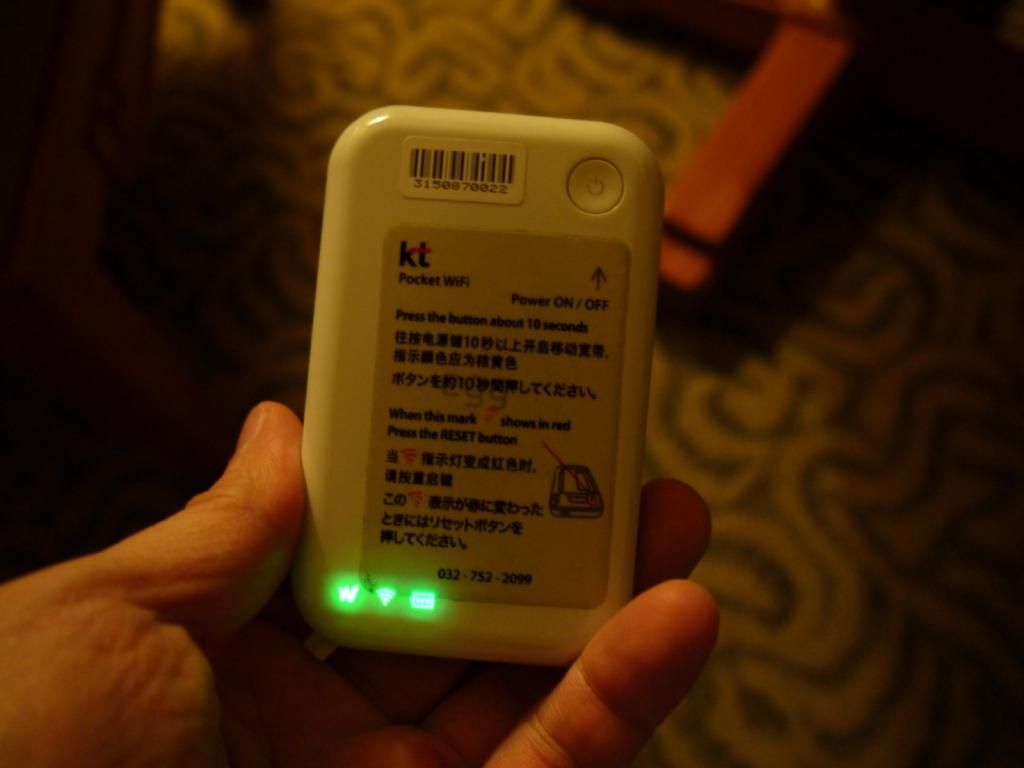 3150870022
kt
Pocket WiFi
Power ON / OFF
Press the button about 10 seconds
往按电源键10秒以上开启移动宽带,
指示顏色应为桔黄色
ボタンを約10秒間押してください。
egg
When this mark shows in red
Press the RESET button
当 指示灯变成红色时,
请按重启键
この 表示が赤に変わった
ときにはリセットボタンを
押してください。
032 - 752 - 2099
W